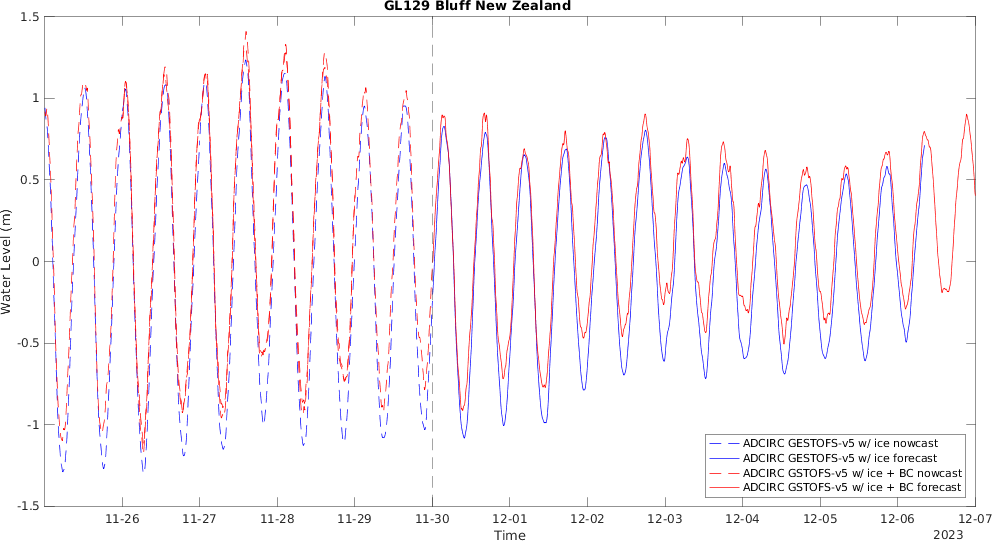 GL129 Bluff New Zealand
1.5
1
0.5
0
-0.5
-1
-1.5
Water Level (m)
11-26
11-27
11-28
11-29
11-30
12-01
12-02
12-03
12-04
12-05
12-06
12-07
Time
2023
ADCIRC GESTOFS-v5 w/ ice nowcast
ADCIRC GESTOFS-v5 w/ ice forecast
ADCIRC GSTOFS-v5 w/ ice + BC nowcast
ADCIRC GSTOFS-v5 w/ ice + BC forecast